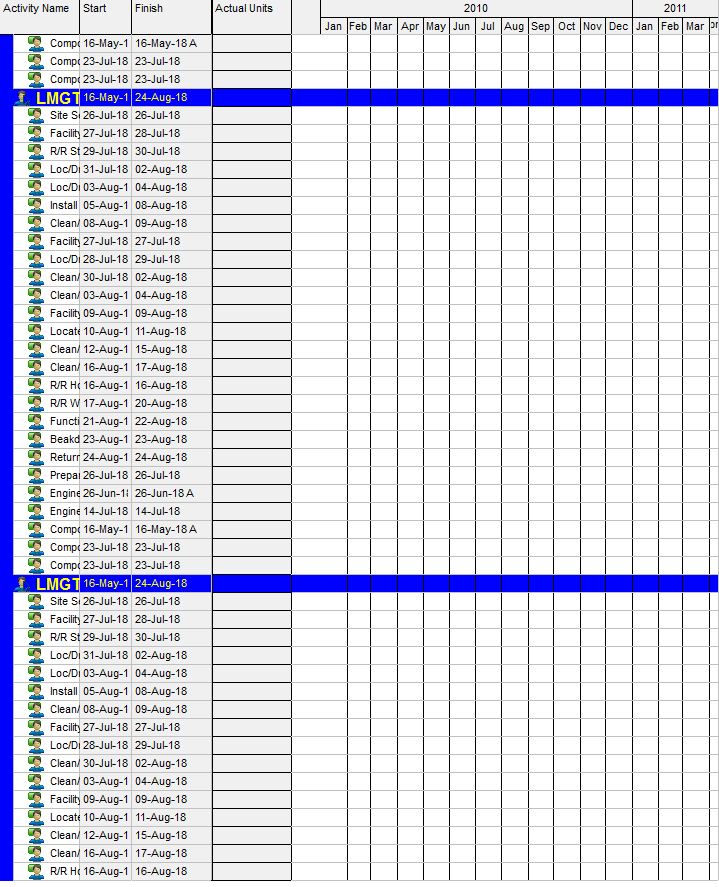 Activity Name Start Finish Actual Units 2010 2011
Jan Feb Mar Apr May Jun Jul Aug Sep Oct Nov Dec Jan Feb Mar
Compo 16-May-1 16-May-18 A
Compo 23-Jul-18 23-Jul-18
Compo 23-Jul-18 23-Jul-18
LMGT 16-May-1 24-Aug-18
Site Se 26-Jul-18 26-Jul-18
Facility 27-Jul-18 28-Jul-18
R/R St 29-Jul-18 30-Jul-18
Loc/Dr 31-Jul-18 02-Aug-18
Loc/Dr 03-Aug-1 04-Aug-18
Install 05-Aug-1 08-Aug-18
Clean/ 08-Aug-1 09-Aug-18
Facility 27-Jul-18 27-Jul-18
Loc/Dr 28-Jul-18 29-Jul-18
Clean/ 30-Jul-18 02-Aug-18
Clean/ 03-Aug-1 04-Aug-18
Facility 09-Aug-1 09-Aug-18
Locate 10-Aug-1 11-Aug-18
Clean/ 12-Aug-1 15-Aug-18
Clean/ 16-Aug-1 17-Aug-18
R/R Ho 16-Aug-1 16-Aug-18
R/R W 17-Aug-1 20-Aug-18
Functi 21-Aug-1 22-Aug-18
Beakd 23-Aug-1 23-Aug-18
Return 24-Aug-1 24-Aug-18
Prepar 26-Jul-18 26-Jul-18
Engine 26-Jun-18 26-Jun-18 A
Engine 14-Jul-18 14-Jul-18
Compo 16-May-1 16-May-18 A
Compo 23-Jul-18 23-Jul-18
Compo 23-Jul-18 23-Jul-18
LMGT 16-May-1 24-Aug-18
Site Se 26-Jul-18 26-Jul-18
Facility 27-Jul-18 28-Jul-18
R/R St 29-Jul-18 30-Jul-18
Loc/Dr 31-Jul-18 02-Aug-18
Loc/Dr 03-Aug-1 04-Aug-18
Install 05-Aug-1 08-Aug-18
Clean/ 08-Aug-1 09-Aug-18
Facility 27-Jul-18 27-Jul-18
Loc/Dr 28-Jul-18 29-Jul-18
Clean/ 30-Jul-18 02-Aug-18
Clean/ 03-Aug-1 04-Aug-18
Facility 09-Aug-1 09-Aug-18
Locate 10-Aug-1 11-Aug-18
Clean/ 12-Aug-1 15-Aug-18
Clean/ 16-Aug-1 17-Aug-18
R/R Ho 16-Aug-1 16-Aug-18